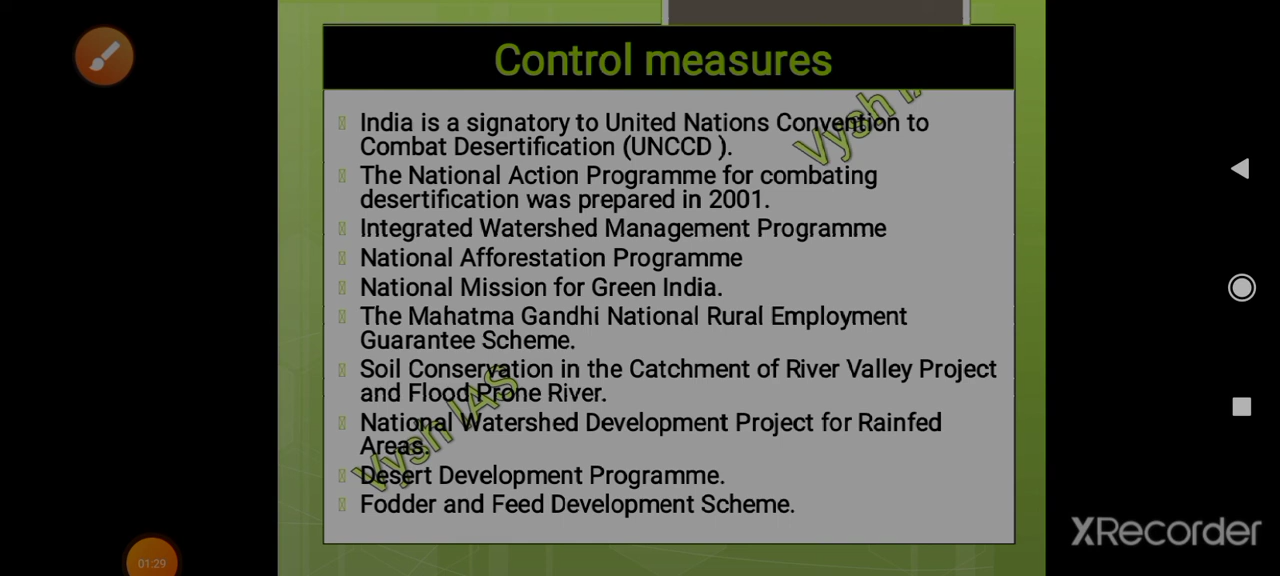 Control measures
India is a signatory to United Nations Convention to
Combat Desertification (UNCCD ).
The National Action Programme for combating
desertification was prepared in 2001.
Integrated Watershed Management Programme
National Afforestation Programme
National Mission for Green India.
The Mahatma Gandhi National Rural Employment
Guarantee Scheme.
Soil Conservation in the Catchment of River Valley Project
and Flood Prone River.
National Watershed Development Project for Rainfed
Areas.
Desert Development Programme.
Fodder and Feed Development Scheme.
Vysh IAS
Vysh
01:29
XRecorder